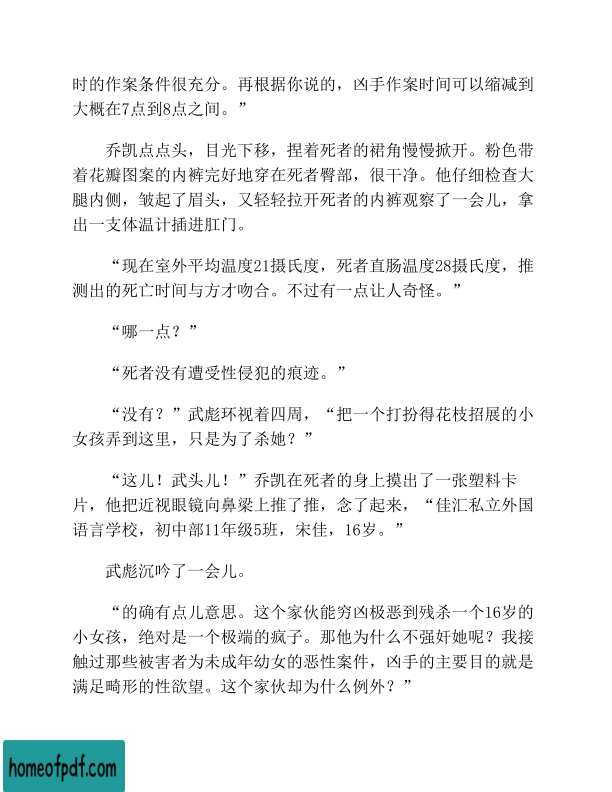 时的作案条件很充分。再根据你说的，凶手作案时间可以缩减到
大概在7点到8点之间。”
乔凯点点头，目光下移，捏着死者的裙角慢慢掀开。粉色带
着花瓣图案的内裤完好地穿在死者臀部，很干净。他仔细检查大
腿内侧，皱起了眉头，又轻轻拉开死者的内裤观察了一会儿，拿
出一支体温计插进肛门。
“现在室外平均温度21摄氏度，死者直肠温度28摄氏度，推
测出的死亡时间与方才吻合。不过有一点让人奇怪。”
“哪一点？”
“死者没有遭受性侵犯的痕迹。”
“没有？”武彪环视着四周，“把一个打扮得花枝招展的小
女孩弄到这里，只是为了杀她？”
“这儿！武头儿！”乔凯在死者的身上摸出了一张塑料卡
片，他把近视眼镜向鼻梁上推了推，念了起来，“佳汇私立外国
语言学校，初中部11年级5班，宋佳，16岁。”
武彪沉吟了一会儿。
“的确有点儿意思。这个家伙能穷凶极恶到残杀一个16岁的
小女孩，绝对是一个极端的疯子。那他为什么不强奸她呢？我接
触过那些被害者为未成年幼女的恶性案件，凶手的主要目的就是
满足畸形的性欲望。这个家伙却为什么例外？”
homeofpdf.com